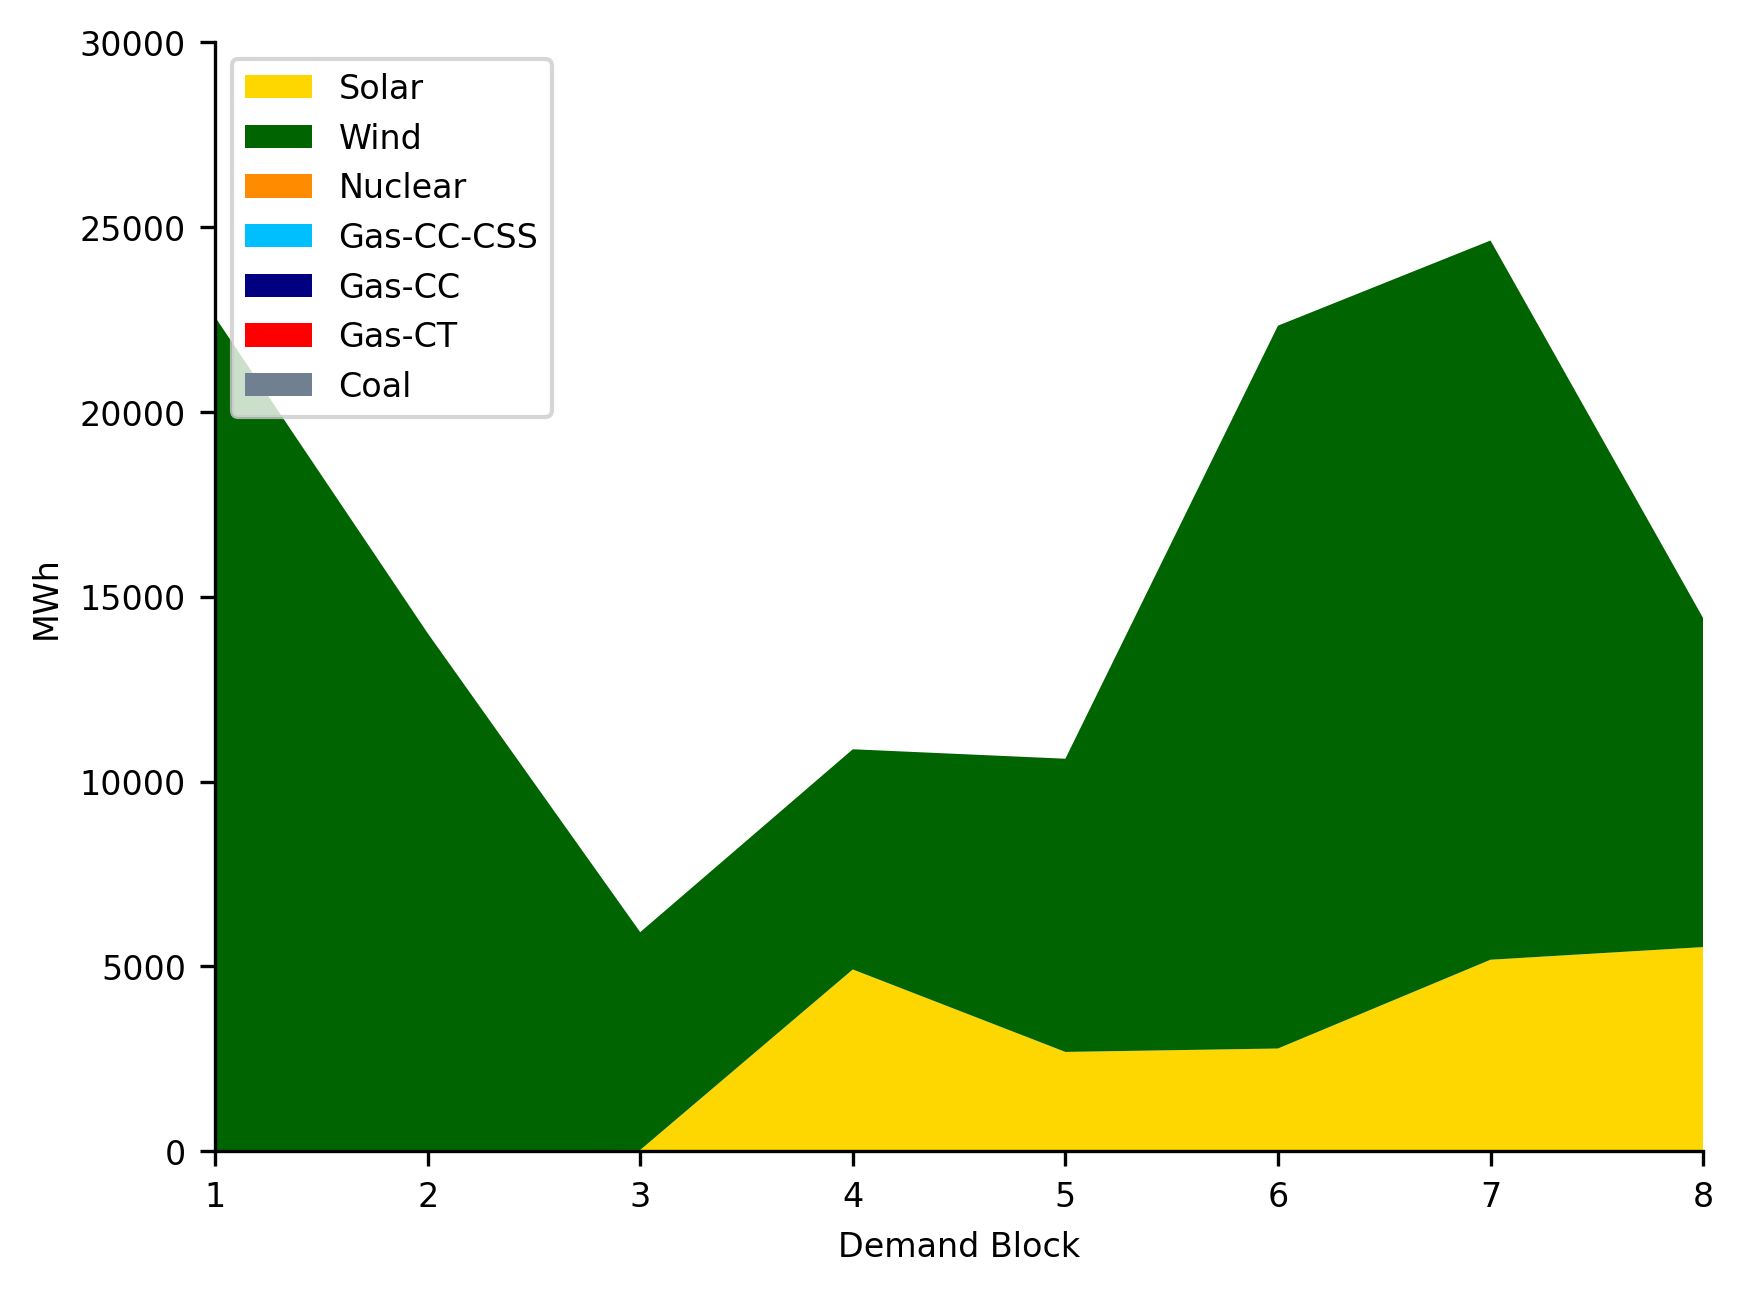 30000
25000
20000
15000
10000
5000
0
MWh
Solar
Wind
Nuclear
Gas-CC-CSS
Gas-CC
Gas-CT
Coal
1 2 3 4 5 6 7 8
Demand Block